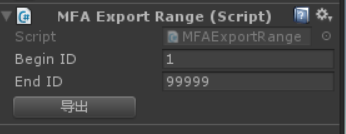 MFA Export Range (Script)
Script MFAExportRange
Begin ID 1
End ID 99999
导出